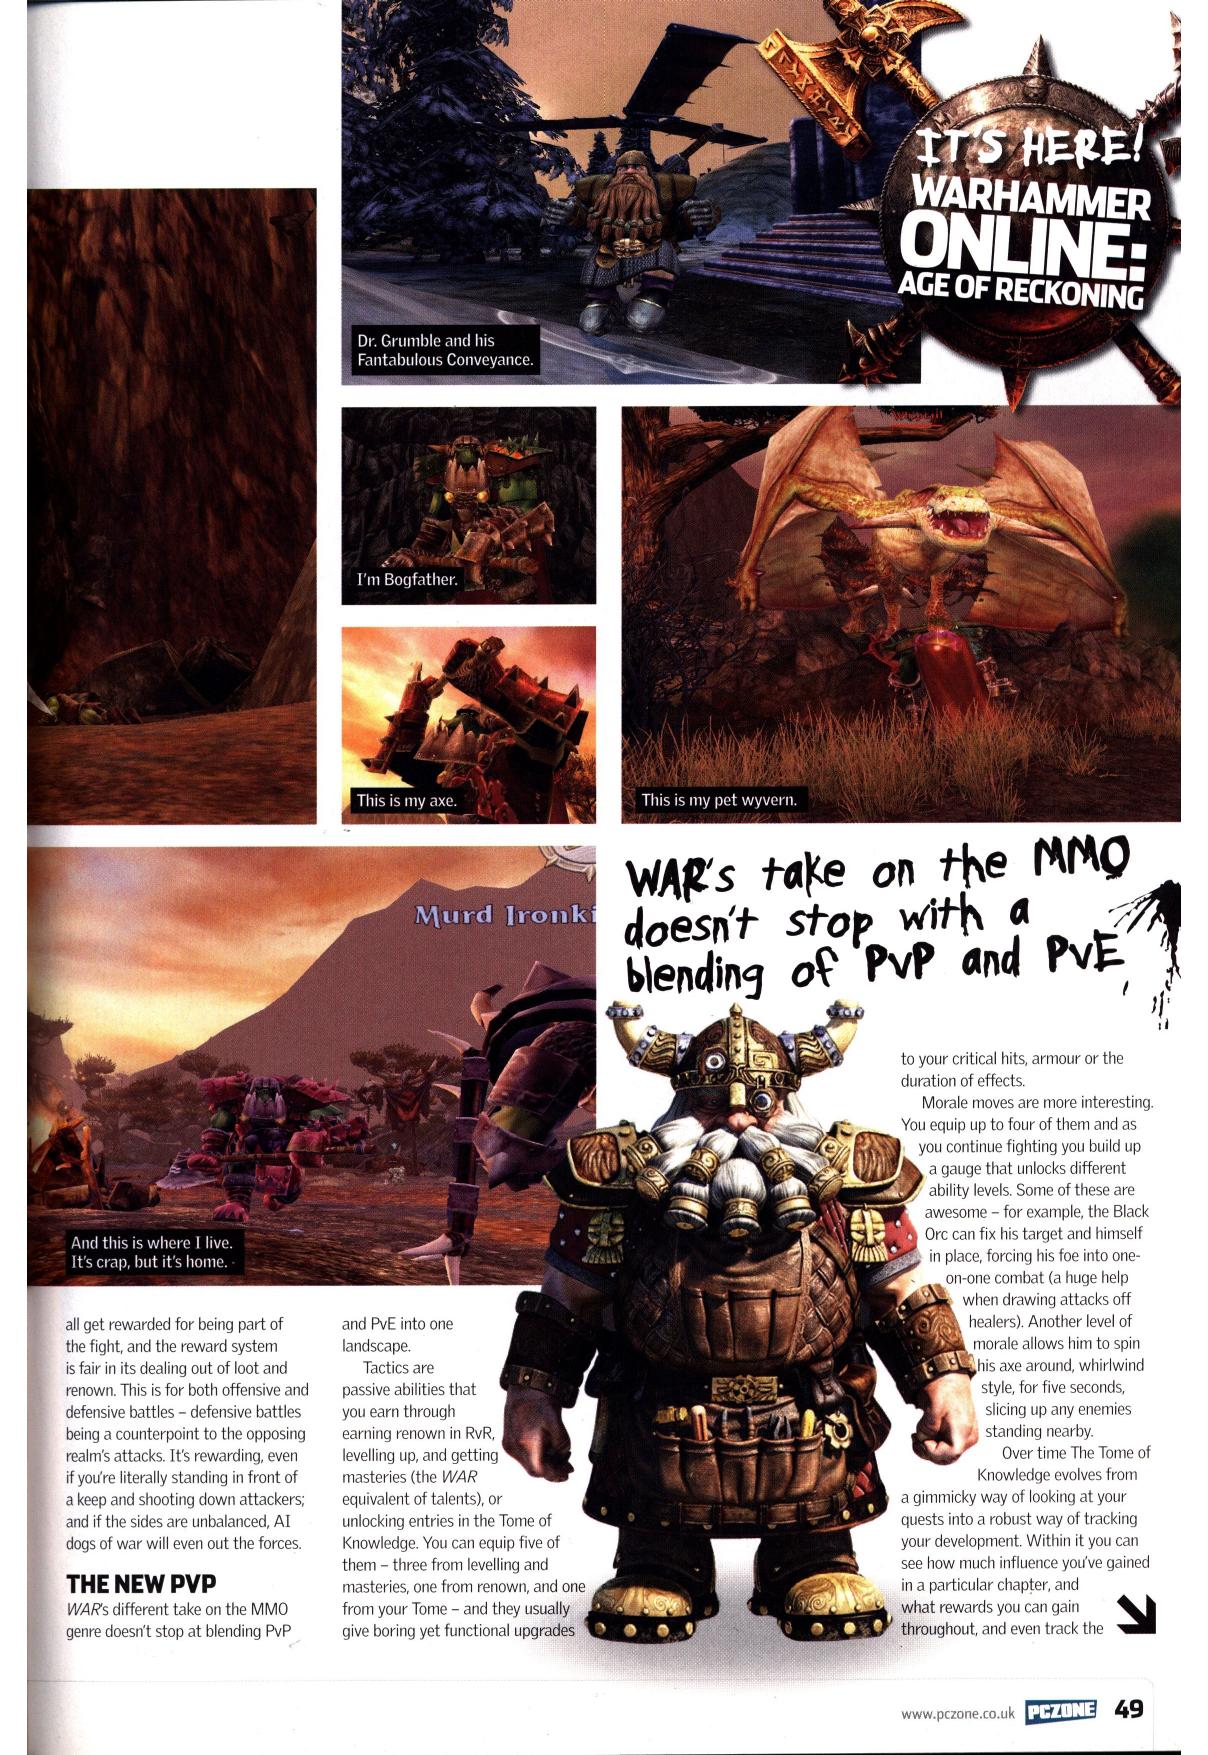 IT'S HERE!
WARHAMMER
ONLINE:
AGE OF RECKONING
Dr. Grumble and his
Fantabulous Conveyance.
I'm Bogfather.
This is my axe.
This is my pet wyvern.
Murd Ironki
And this is where I live.
It's crap, but it's home.
WAR's take on the MMO
doesn't stop with a
blending of PvP and PvE
all get rewarded for being part of
the fight, and the reward system
is fair in its dealing out of loot and
renown. This is for both offensive and
defensive battles – defensive battles
being a counterpoint to the opposing
realm's attacks. It's rewarding, even
if you're literally standing in front of
a keep and shooting down attackers;
and if the sides are unbalanced, AI
dogs of war will even out the forces.
THE NEW PVP
WAR's different take on the MMO
genre doesn't stop at blending PvP
and PvE into one
landscape.
Tactics are
passive abilities that
you earn through
earning renown in RvR,
levelling up, and getting
masteries (the WAR
equivalent of talents), or
unlocking entries in the Tome of
Knowledge. You can equip five of
them – three from levelling and
masteries, one from renown, and one
from your Tome – and they usually
give boring yet functional upgrades
to your critical hits, armour or the
duration of effects.
Morale moves are more interesting.
You equip up to four of them and as
you continue fighting you build up
a gauge that unlocks different
ability levels. Some of these are
awesome – for example, the Black
Orc can fix his target and himself
in place, forcing his foe into one-
on-one combat (a huge help
when drawing attacks off
healers). Another level of
morale allows him to spin
his axe around, whirlwind
style, for five seconds,
slicing up any enemies
standing nearby.
Over time The Tome of
Knowledge evolves from
a gimmicky way of looking at your
quests into a robust way of tracking
your development. Within it you can
see how much influence you've gained
in a particular chapter, and
what rewards you can gain
throughout, and even track the
www.pczone.co.uk PCZONE 49